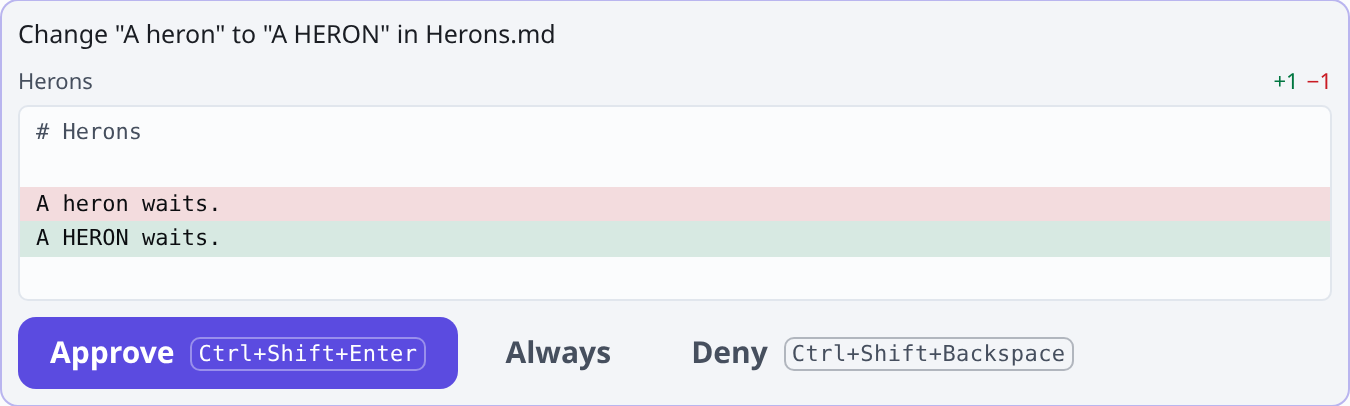 Change "A heron" to "A HERON" in Herons.md
Herons +1 −1
# Herons
A heron waits.
A HERON waits.
Approve Ctrl+Shift+Enter Always Deny Ctrl+Shift+Backspace